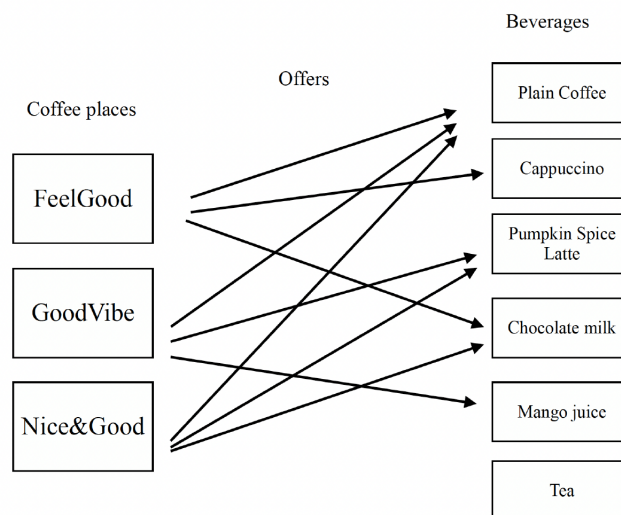 Beverages
Offers
Coffee places
FeelGood
GoodVibe
Nice&Good
Plain Coffee
Cappuccino
Pumpkin Spice
Latte
Chocolate milk
Mango juice
Tea